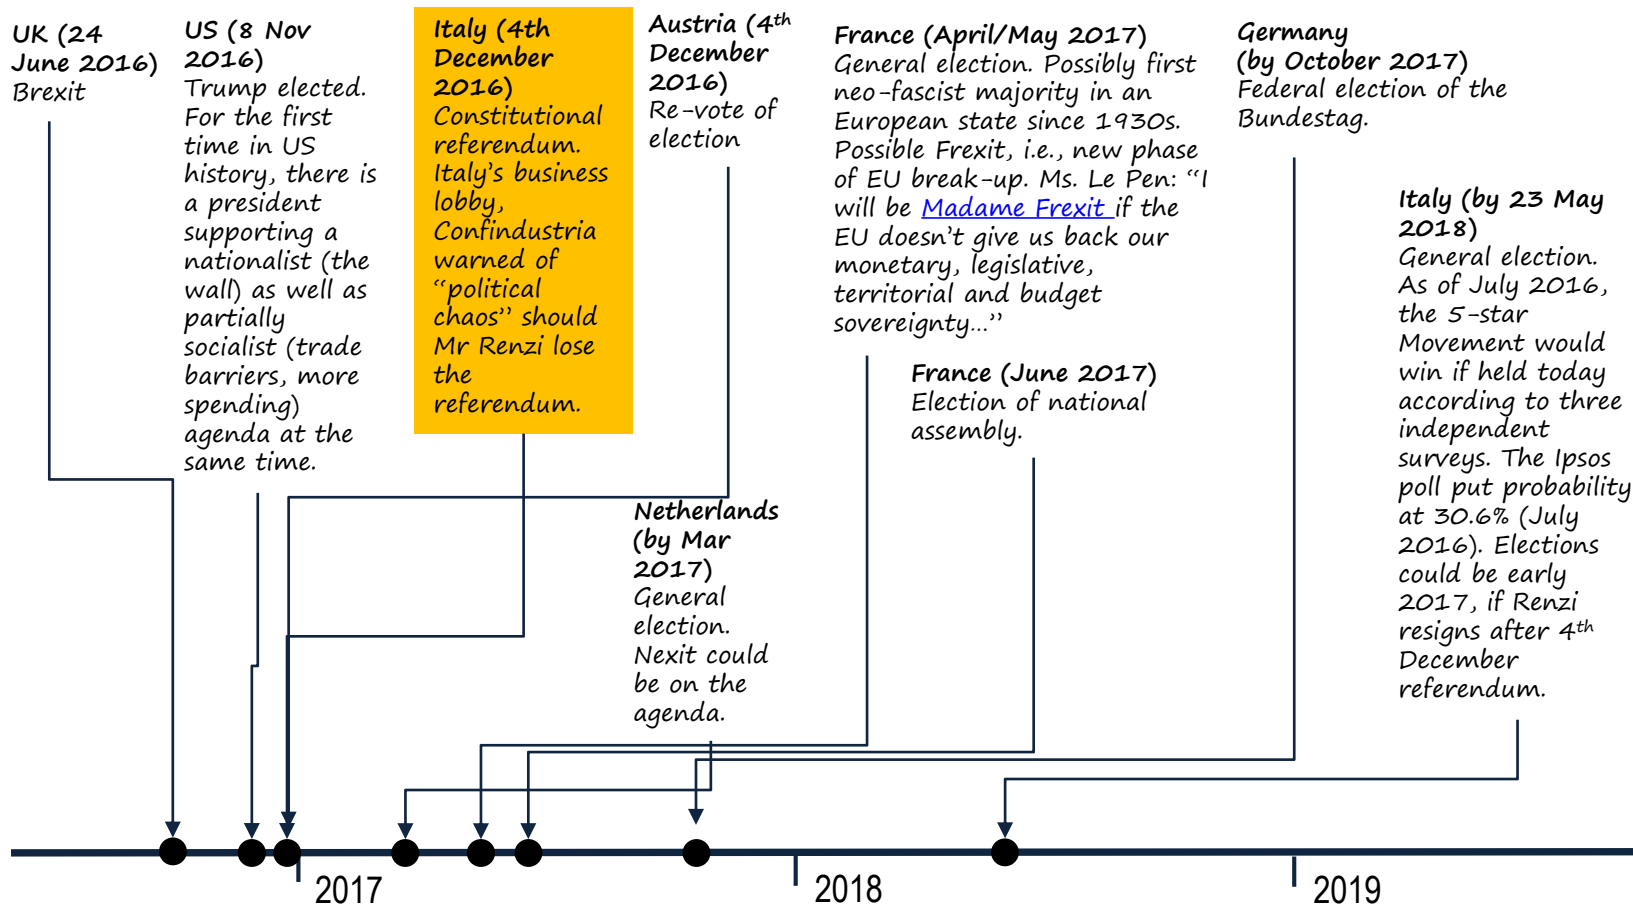 UK (24
June 2016)
Brexit
US (8 Nov
2016)
Trump elected.
For the first
time in US
history, there is
a president
supporting a
nationalist (the
wall) as well as
partially
socialist (trade
barriers, more
spending)
agenda at the
same time.
Italy (4th
December
2016)
Constitutional
referendum.
Italy’s business
lobby,
Confindustria
warned of
“political
chaos” should
Mr Renzi lose
the
referendum.
Austria (4th
December
2016)
Re-vote of
election
Netherlands
(by Mar
2017)
General
election.
Nexit could
be on the
agenda.
France (April/May 2017)
General election. Possibly first
neo-fascist majority in an
European state since 1930s.
Possible Frexit, i.e., new phase
of EU break-up. Ms. Le Pen: “I
will be Madame Frexit if the
EU doesn’t give us back our
monetary, legislative,
territorial and budget
sovereignty…”
France (June 2017)
Election of national
assembly.
Germany
(by October 2017)
Federal election of the
Bundestag.
Italy (by 23 May
2018)
General election.
As of July 2016,
the 5-star
Movement would
win if held today
according to three
independent
surveys. The Ipsos
poll put probability
at 30.6% (July
2016). Elections
could be early
2017, if Renzi
resigns after 4th
December
referendum.
2017
2018
2019